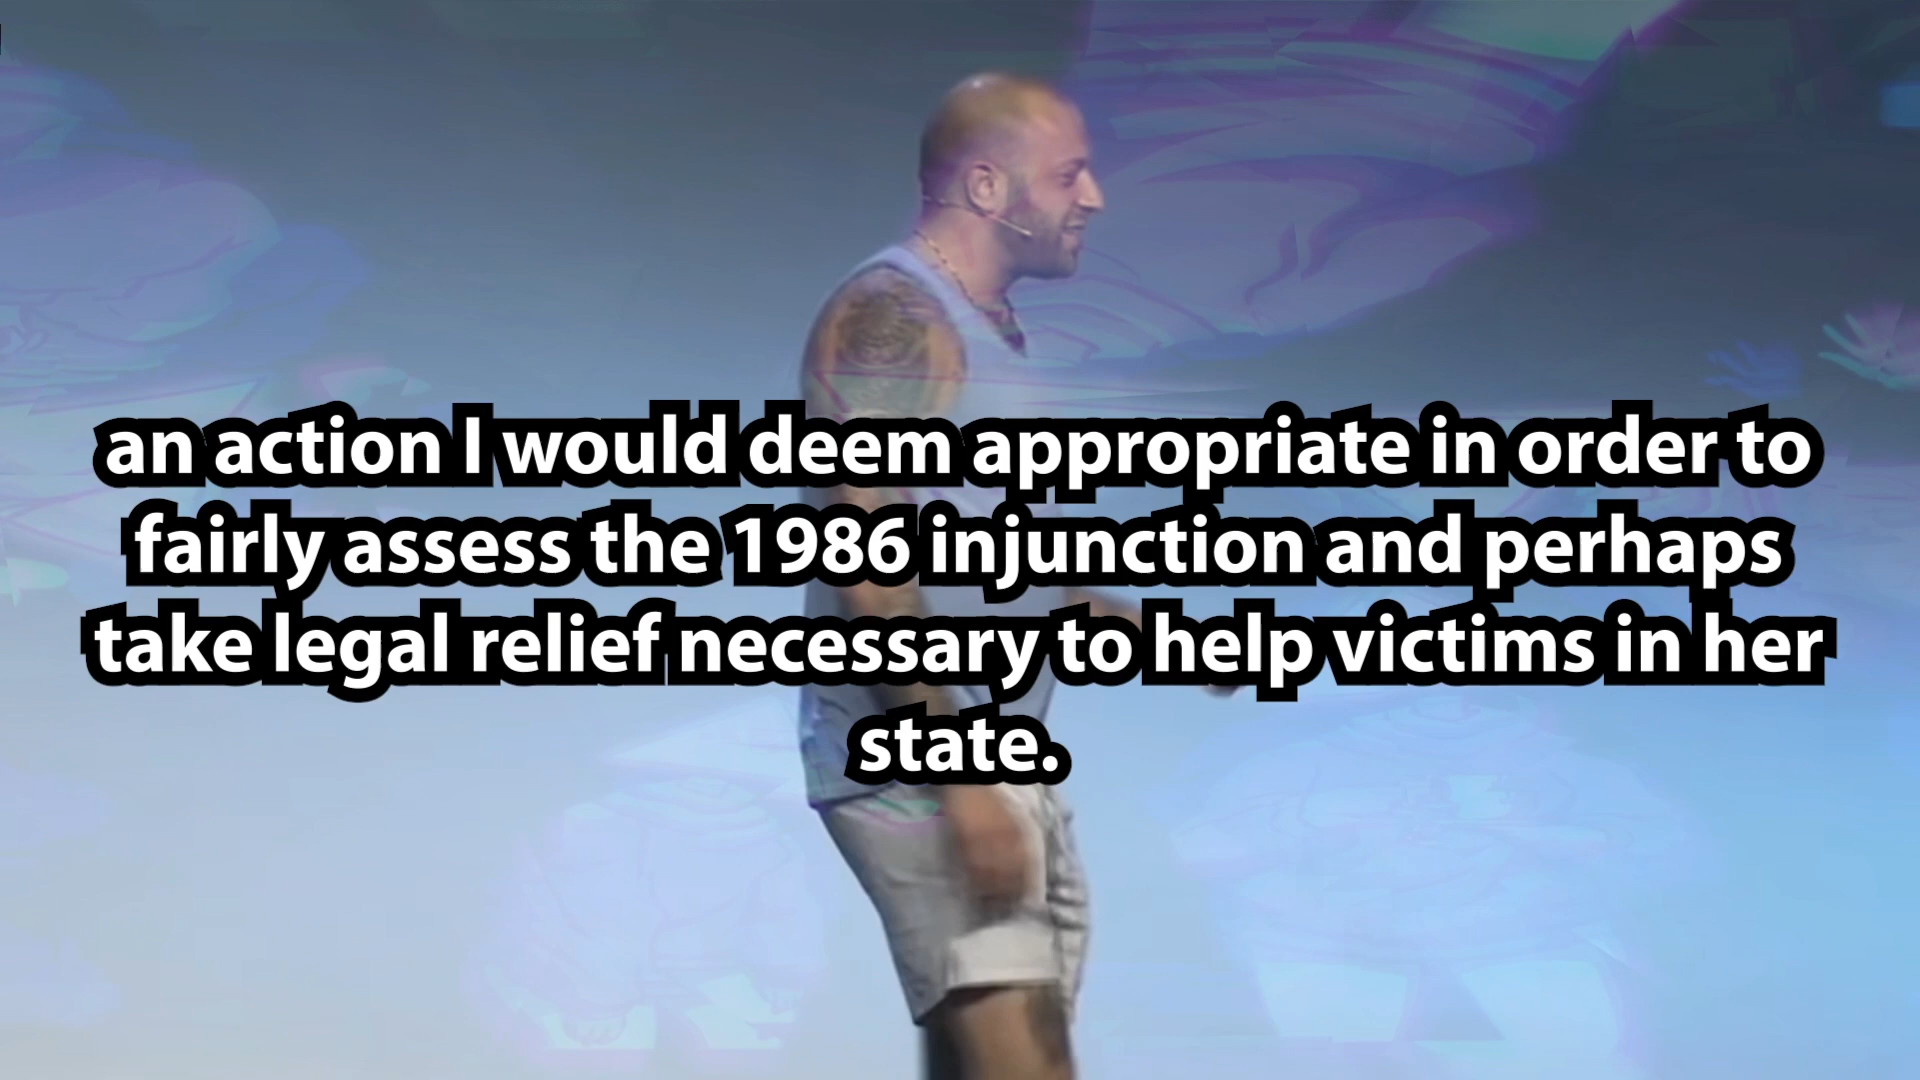 an action I would deem appropriate in order to
fairly assess the 1986 injunction and perhaps
take legal relief necessary to help victims in her
state.